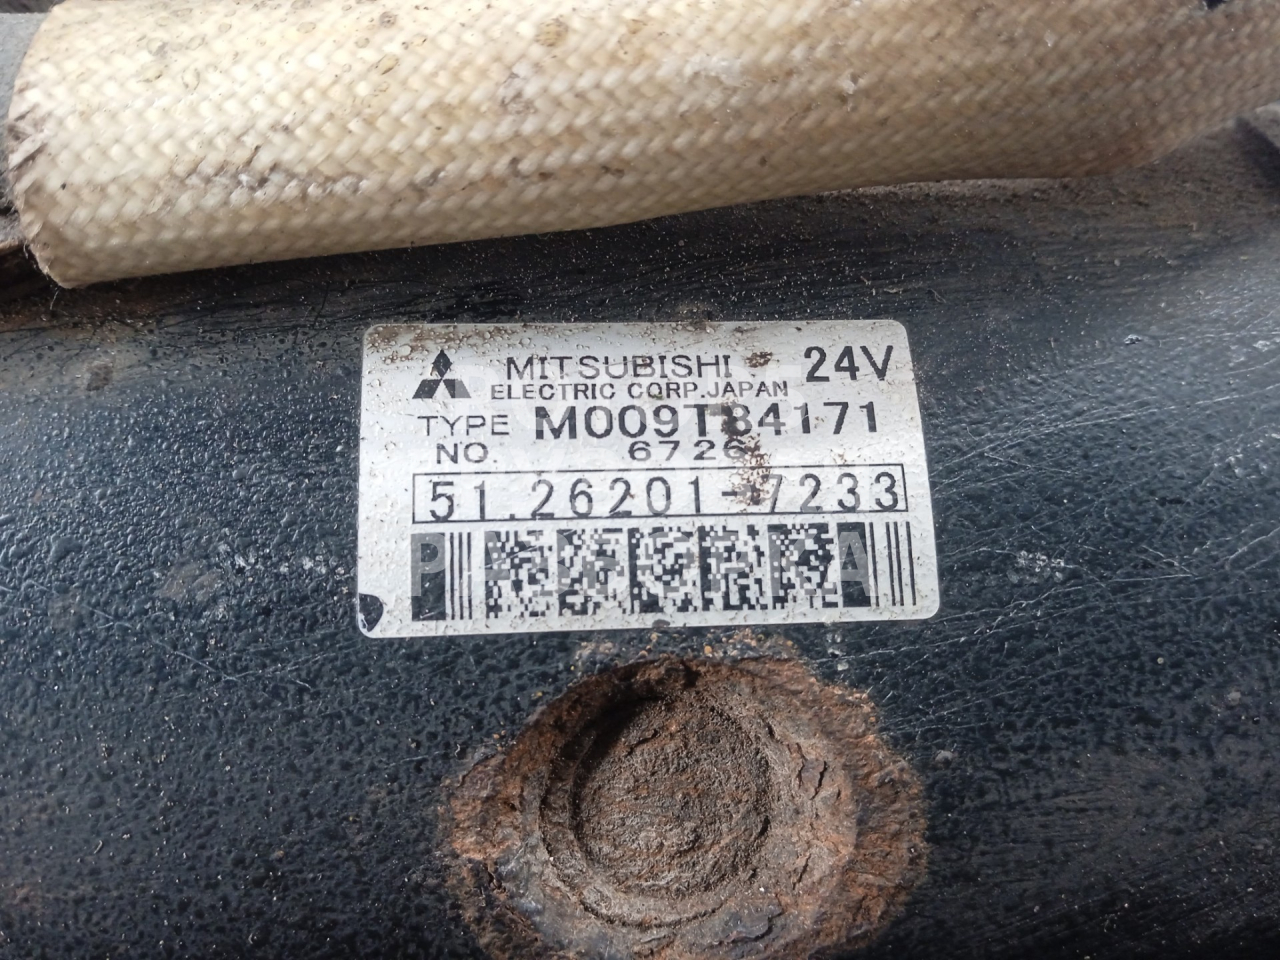 MITSUBISHI 24V
ELECTRIC CORP. JAPAN
TYPE M009T84171
NO. 6726
51.26201-7233